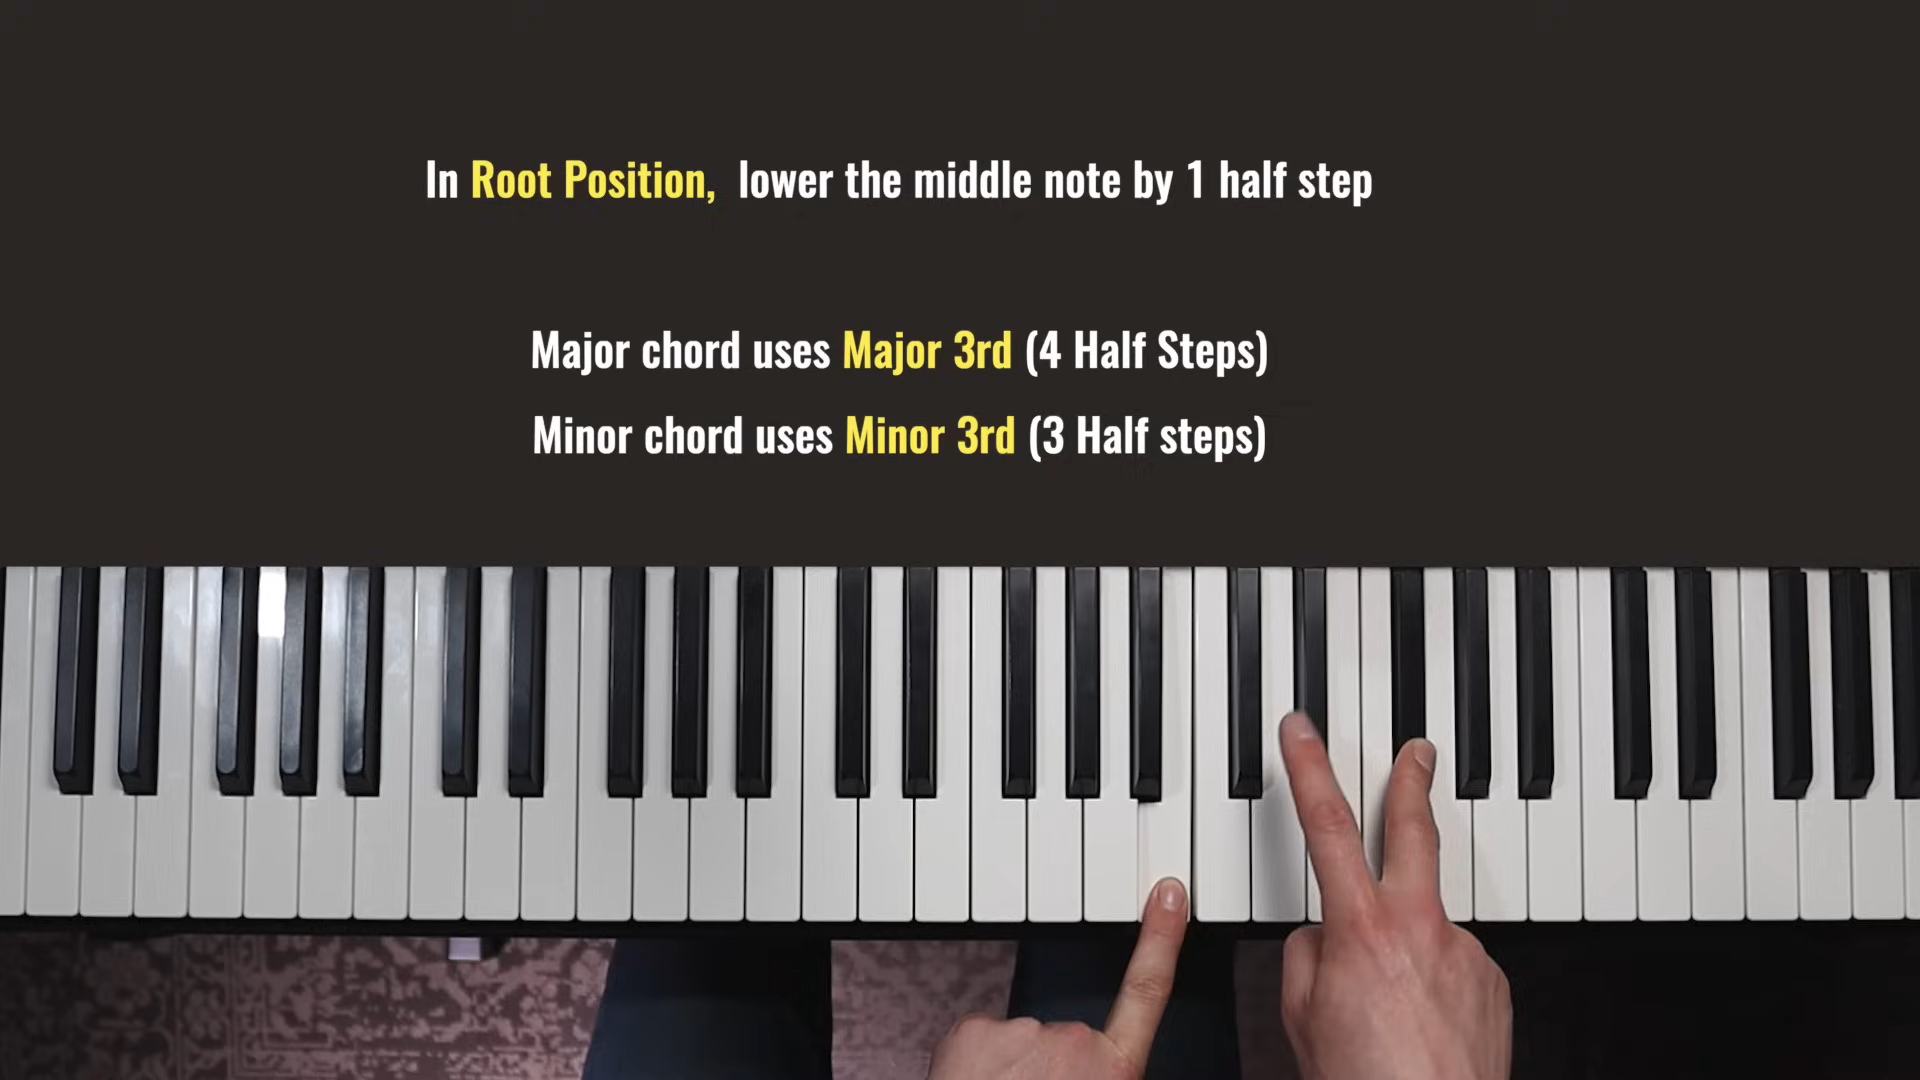 In Root Position, lower the middle note by 1 half step
Major chord uses Major 3rd (4 Half Steps)
Minor chord uses Minor 3rd (3 Half steps)